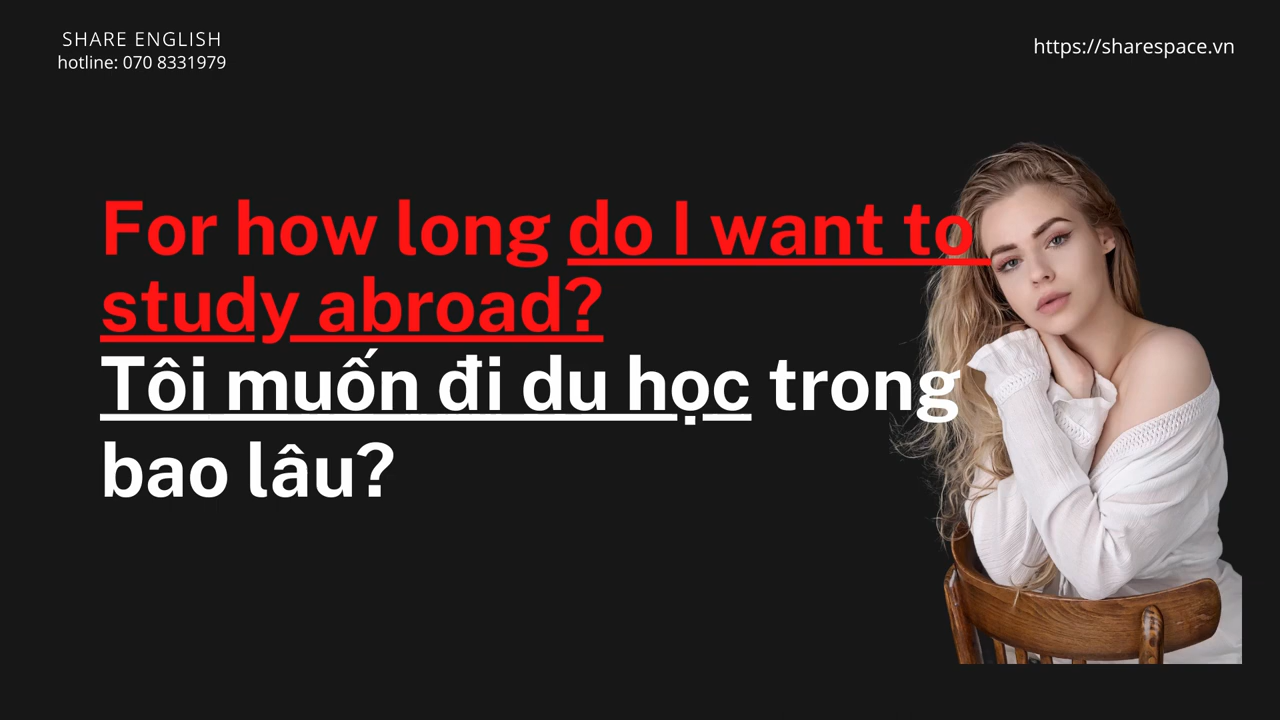 SHARE ENGLISH
hotline: 070 8331979
https://sharespace.vn
For how long do I want to
study abroad?
Tôi muốn đi du học trong
bao lâu?